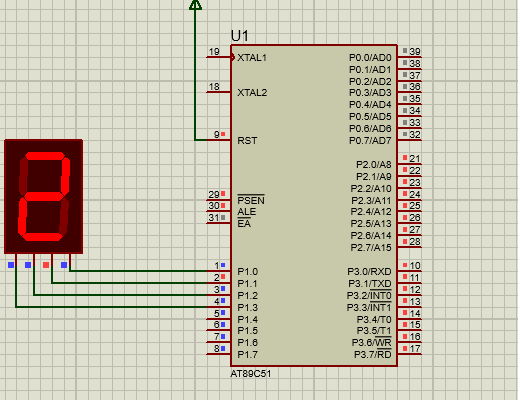 U1
19 XTAL1 P0.0/AD0 39
P0.1/AD1 38
P0.2/AD2 37
18 XTAL2 P0.3/AD3 36
P0.4/AD4 35
P0.5/AD5 34
P0.6/AD6 33
9 RST P0.7/AD7 32
P2.0/A8 21
P2.1/A9 22
P2.2/A10 23
29 PSEN P2.3/A11 24
30 ALE P2.4/A12 25
31 EA P2.5/A13 26
P2.6/A14 27
P2.7/A15 28
2
1 P1.0 P3.0/RXD 10
2 P1.1 P3.1/TXD 11
3 P1.2 P3.2/INT0 12
4 P1.3 P3.3/INT1 13
5 P1.4 P3.4/T0 14
6 P1.5 P3.5/T1 15
7 P1.6 P3.6/WR 16
8 P1.7 P3.7/RD 17
AT89C51